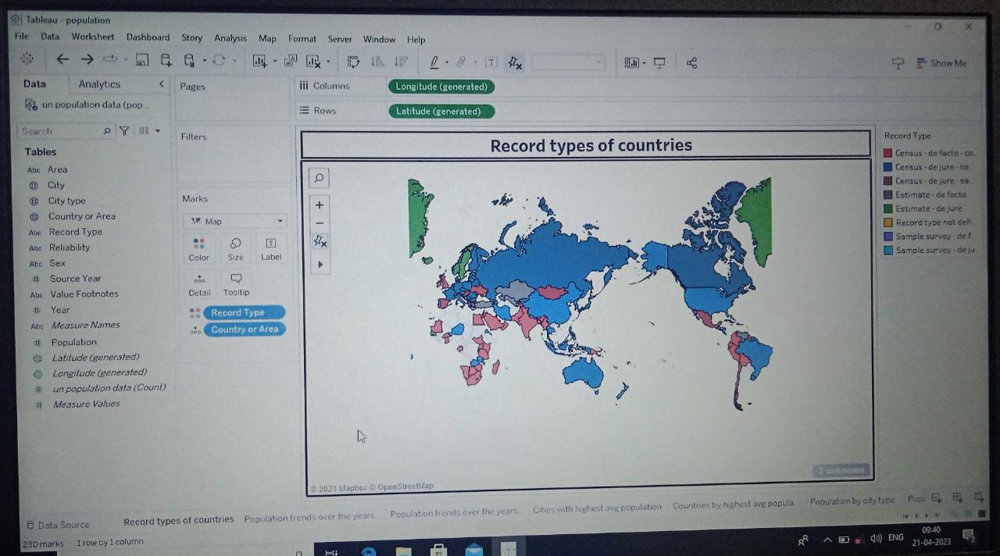 Tableau - population
File Data Worksheet Dashboard Story Analysis Map Format Server Window Help
Show Me
Data Analytics
Pages
iii Columns Longitude (generated)
un population data (pop...
Rows Latitude (generated)
Search
Filters
Record types of countries
Record Type
Tables
Census - de facto - co...
Abc Area
Census - de jure - co...
City
Census - de jure - sa...
City type
Marks
Estimate - de facto
Country or Area
Map
Estimate - de jure
Abc Record Type
Record type not defi...
Abc Reliability
Sample survey - de f...
Abc Sex
Color Size Label
Sample survey - de ju...
# Source Year
Abc Value Footnotes
Detail Tooltip
# Year
Record Type
Abc Measure Names
Country or Area
# Population
Latitude (generated)
Longitude (generated)
# un population data (Count)
# Measure Values
3 unknown
© 2023 Mapbox © OpenStreetMap
Data Source Record types of countries Population trends over the years Population trends over the years... Cities with highest avg population Countries by highest avg popula... Population by city type Popu
230 marks 1 row by 1 column
ENG
09:40
21-04-2023
2